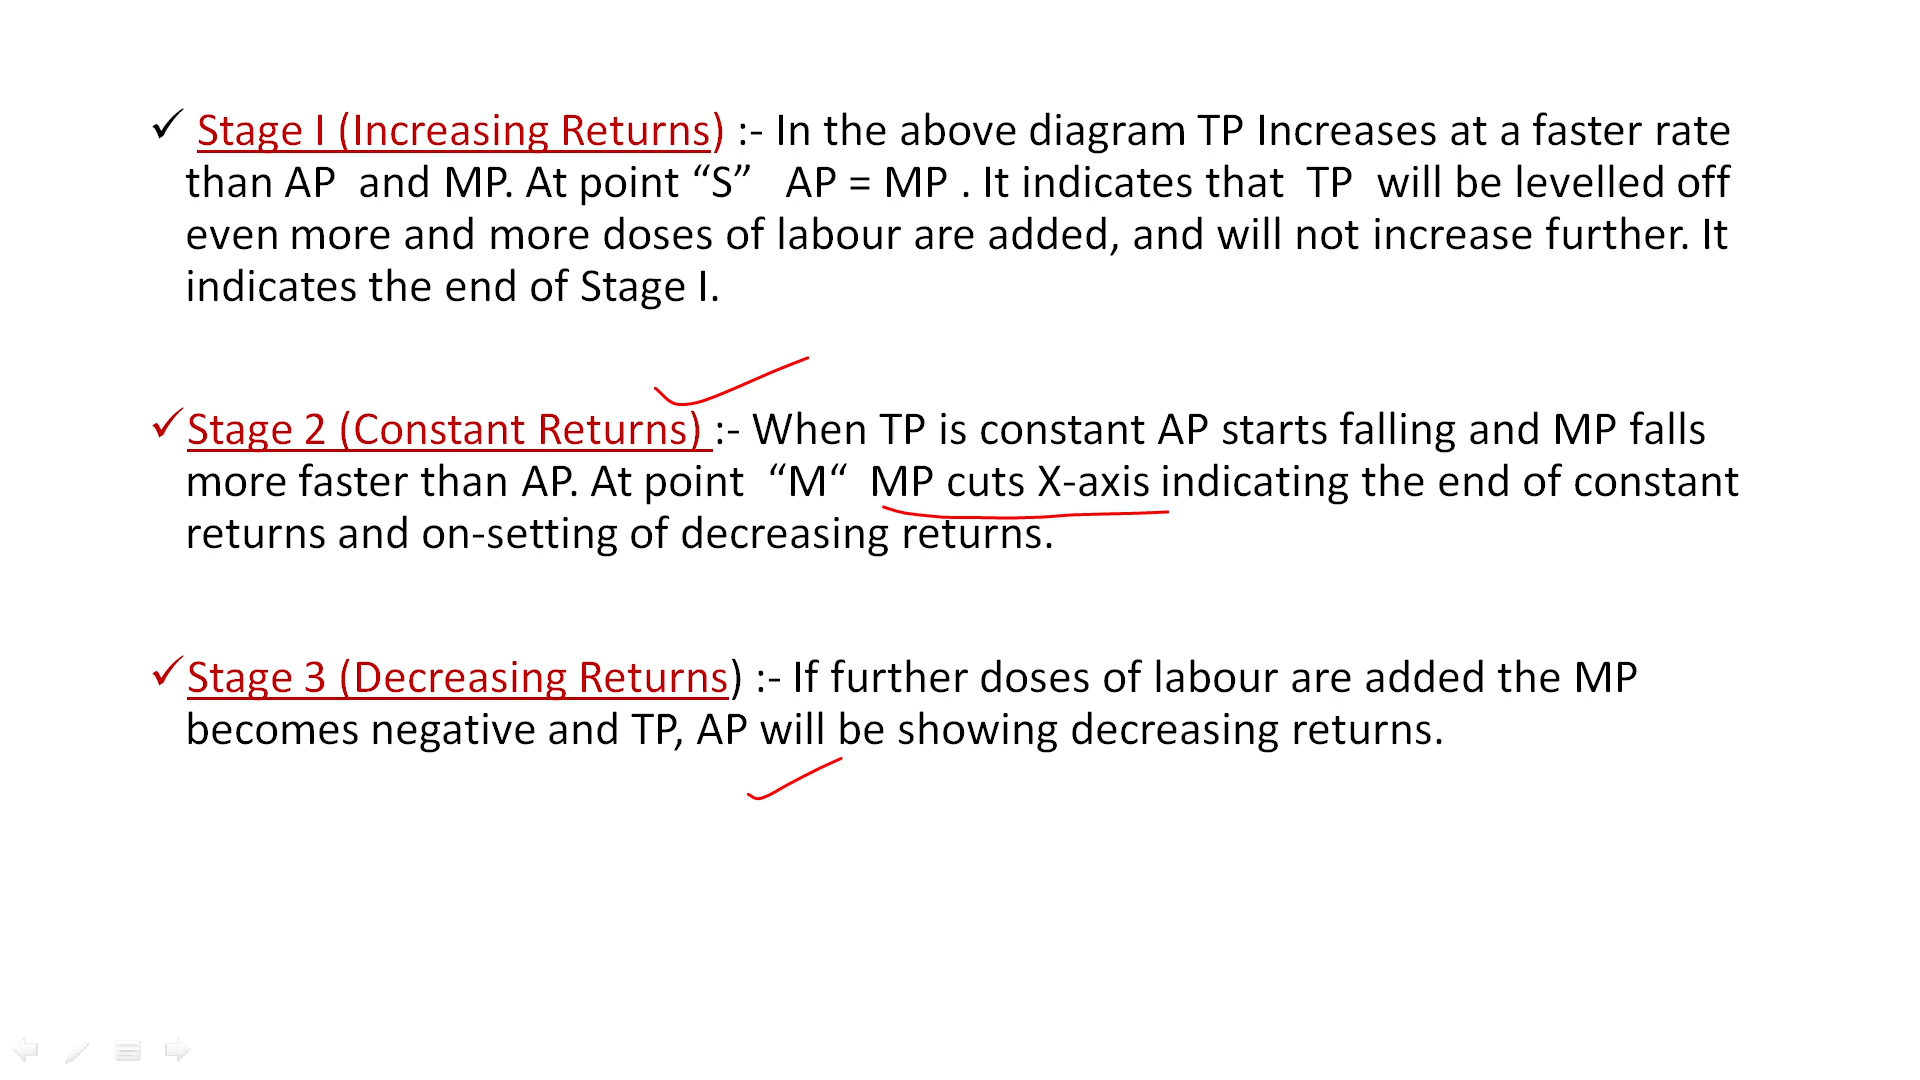 ✓ Stage I (Increasing Returns) :- In the above diagram TP Increases at a faster rate
than AP and MP. At point “S” AP = MP . It indicates that TP will be levelled off
even more and more doses of labour are added, and will not increase further. It
indicates the end of Stage I.
✓Stage 2 (Constant Returns) :- When TP is constant AP starts falling and MP falls
more faster than AP. At point “M“ MP cuts X-axis indicating the end of constant
returns and on-setting of decreasing returns.
✓Stage 3 (Decreasing Returns) :- If further doses of labour are added the MP
becomes negative and TP, AP will be showing decreasing returns.